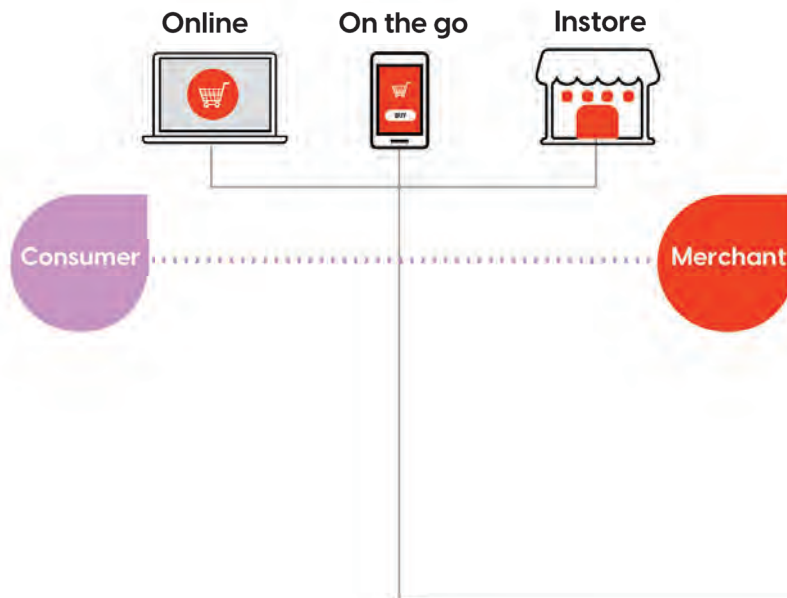 Online
On the go
Instore
BUY
Consumer
Merchant